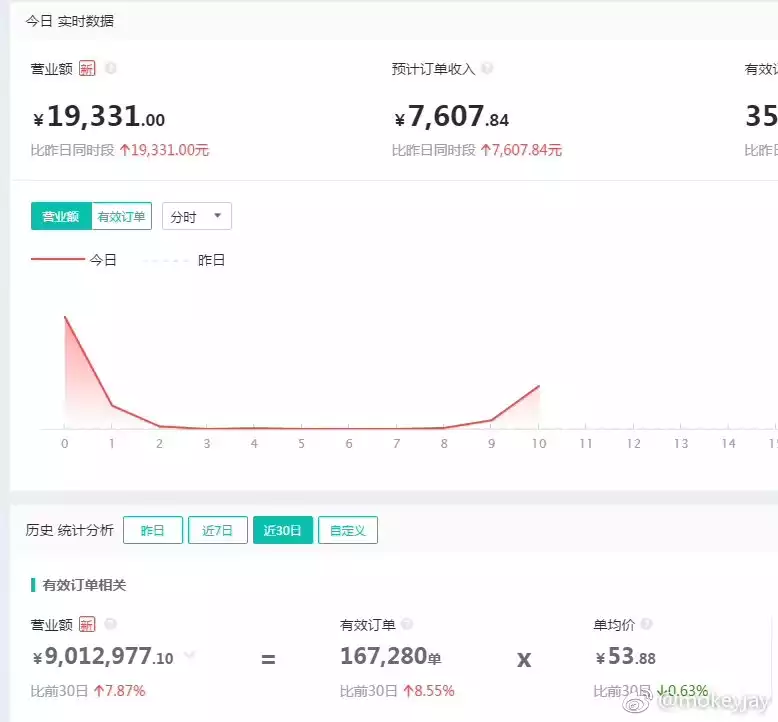 今日 实时数据
营业额 新 预计订单收入
¥19,331.00 ¥7,607.84 35
比昨日同时段 ↑19,331.00元 比昨日同时段 ↑7,607.84元
营业额 有效订单 分时
今日 昨日
0 1 2 3 4 5 6 7 8 9 10 11 12 13 14
历史 统计分析 昨日 近7日 近30日 自定义
有效订单相关
营业额 新 有效订单 单均价
¥9,012,977.10 = 167,280单 x ¥53.88
比前30日 ↑7.87% 比前30日 ↑8.55% 比前30日 ↓0.63%
@mokeyjay